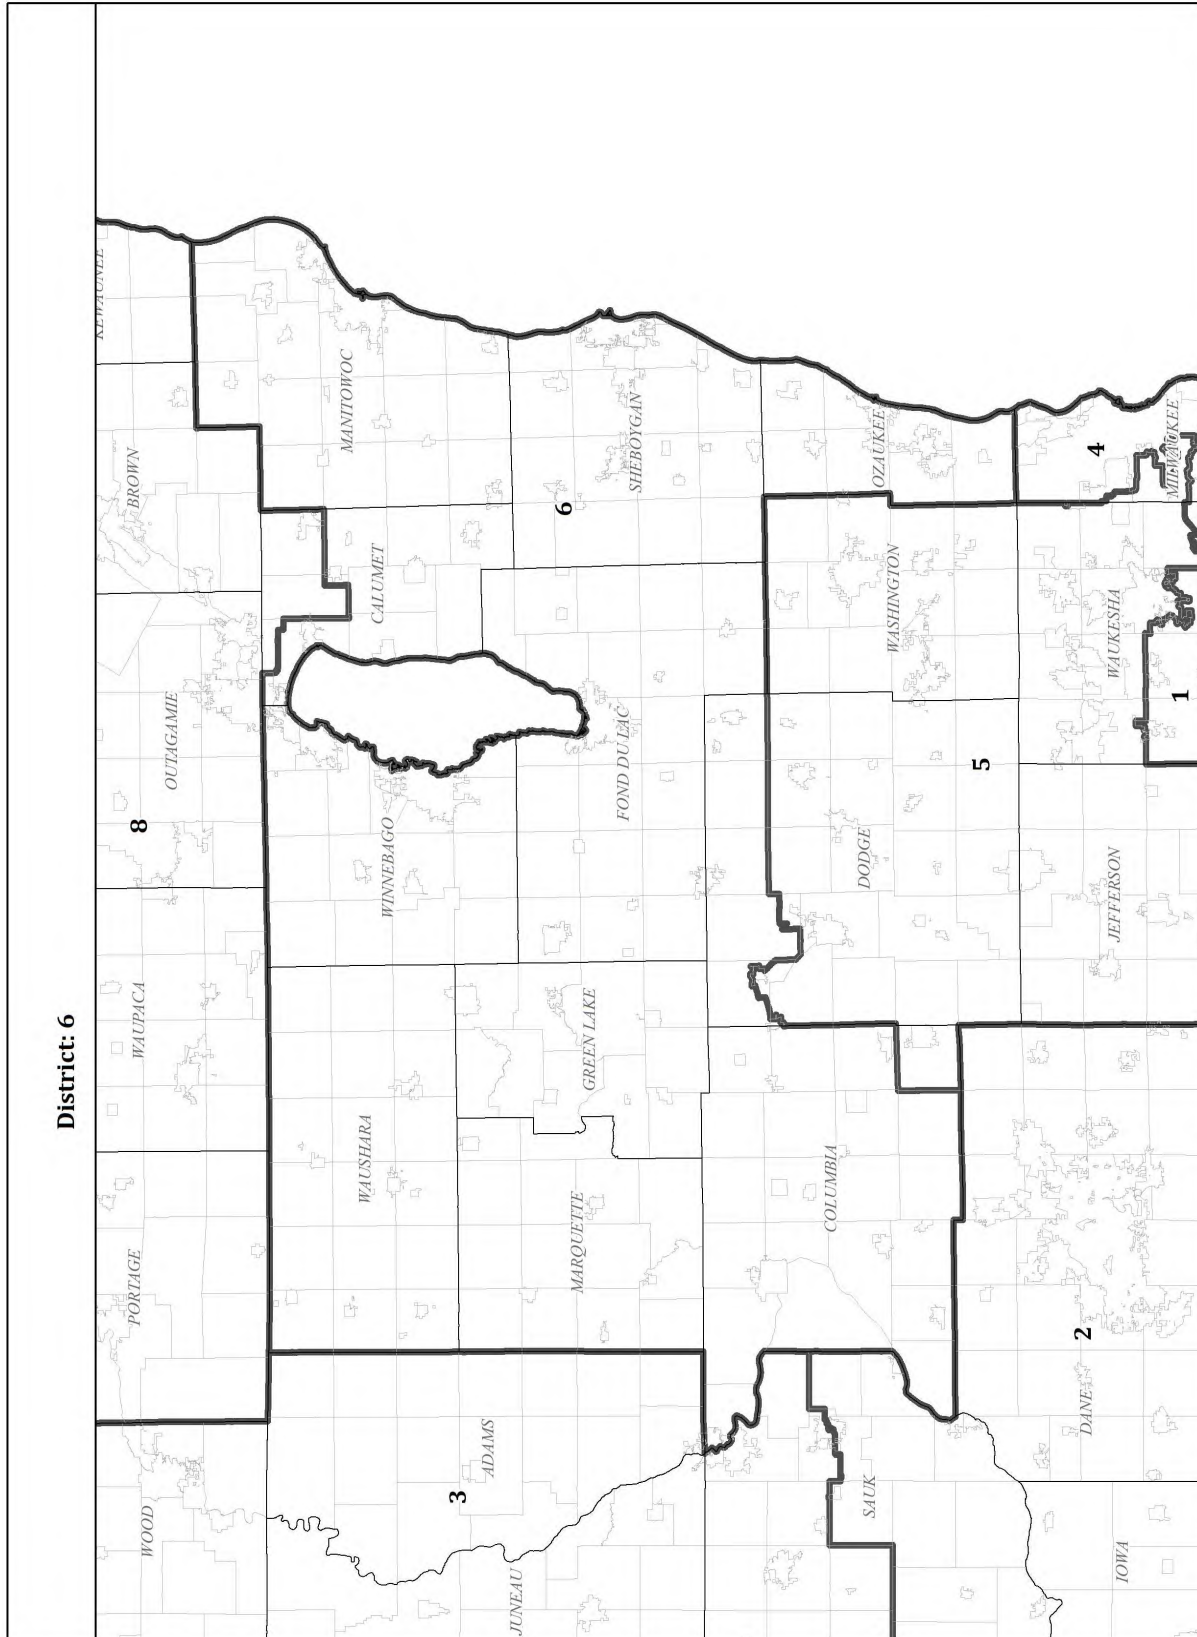 District: 6
KEWAUNEE
WOOD
PORTAGE
WAUPACA
8
BROWN
OUTAGAMIE
WAUSHARA
WINNEBAGO
CALUMET
MANITOWOC
3
ADAMS
JUNEAU
6
MARQUETTE
GREEN LAKE
FOND DU LAC
SHEBOYGAN
COLUMBIA
SAUK
DODGE
WASHINGTON
OZAUKEE
5
2
DANE
IOWA
JEFFERSON
WAUKESHA
4
MILWAUKEE
1